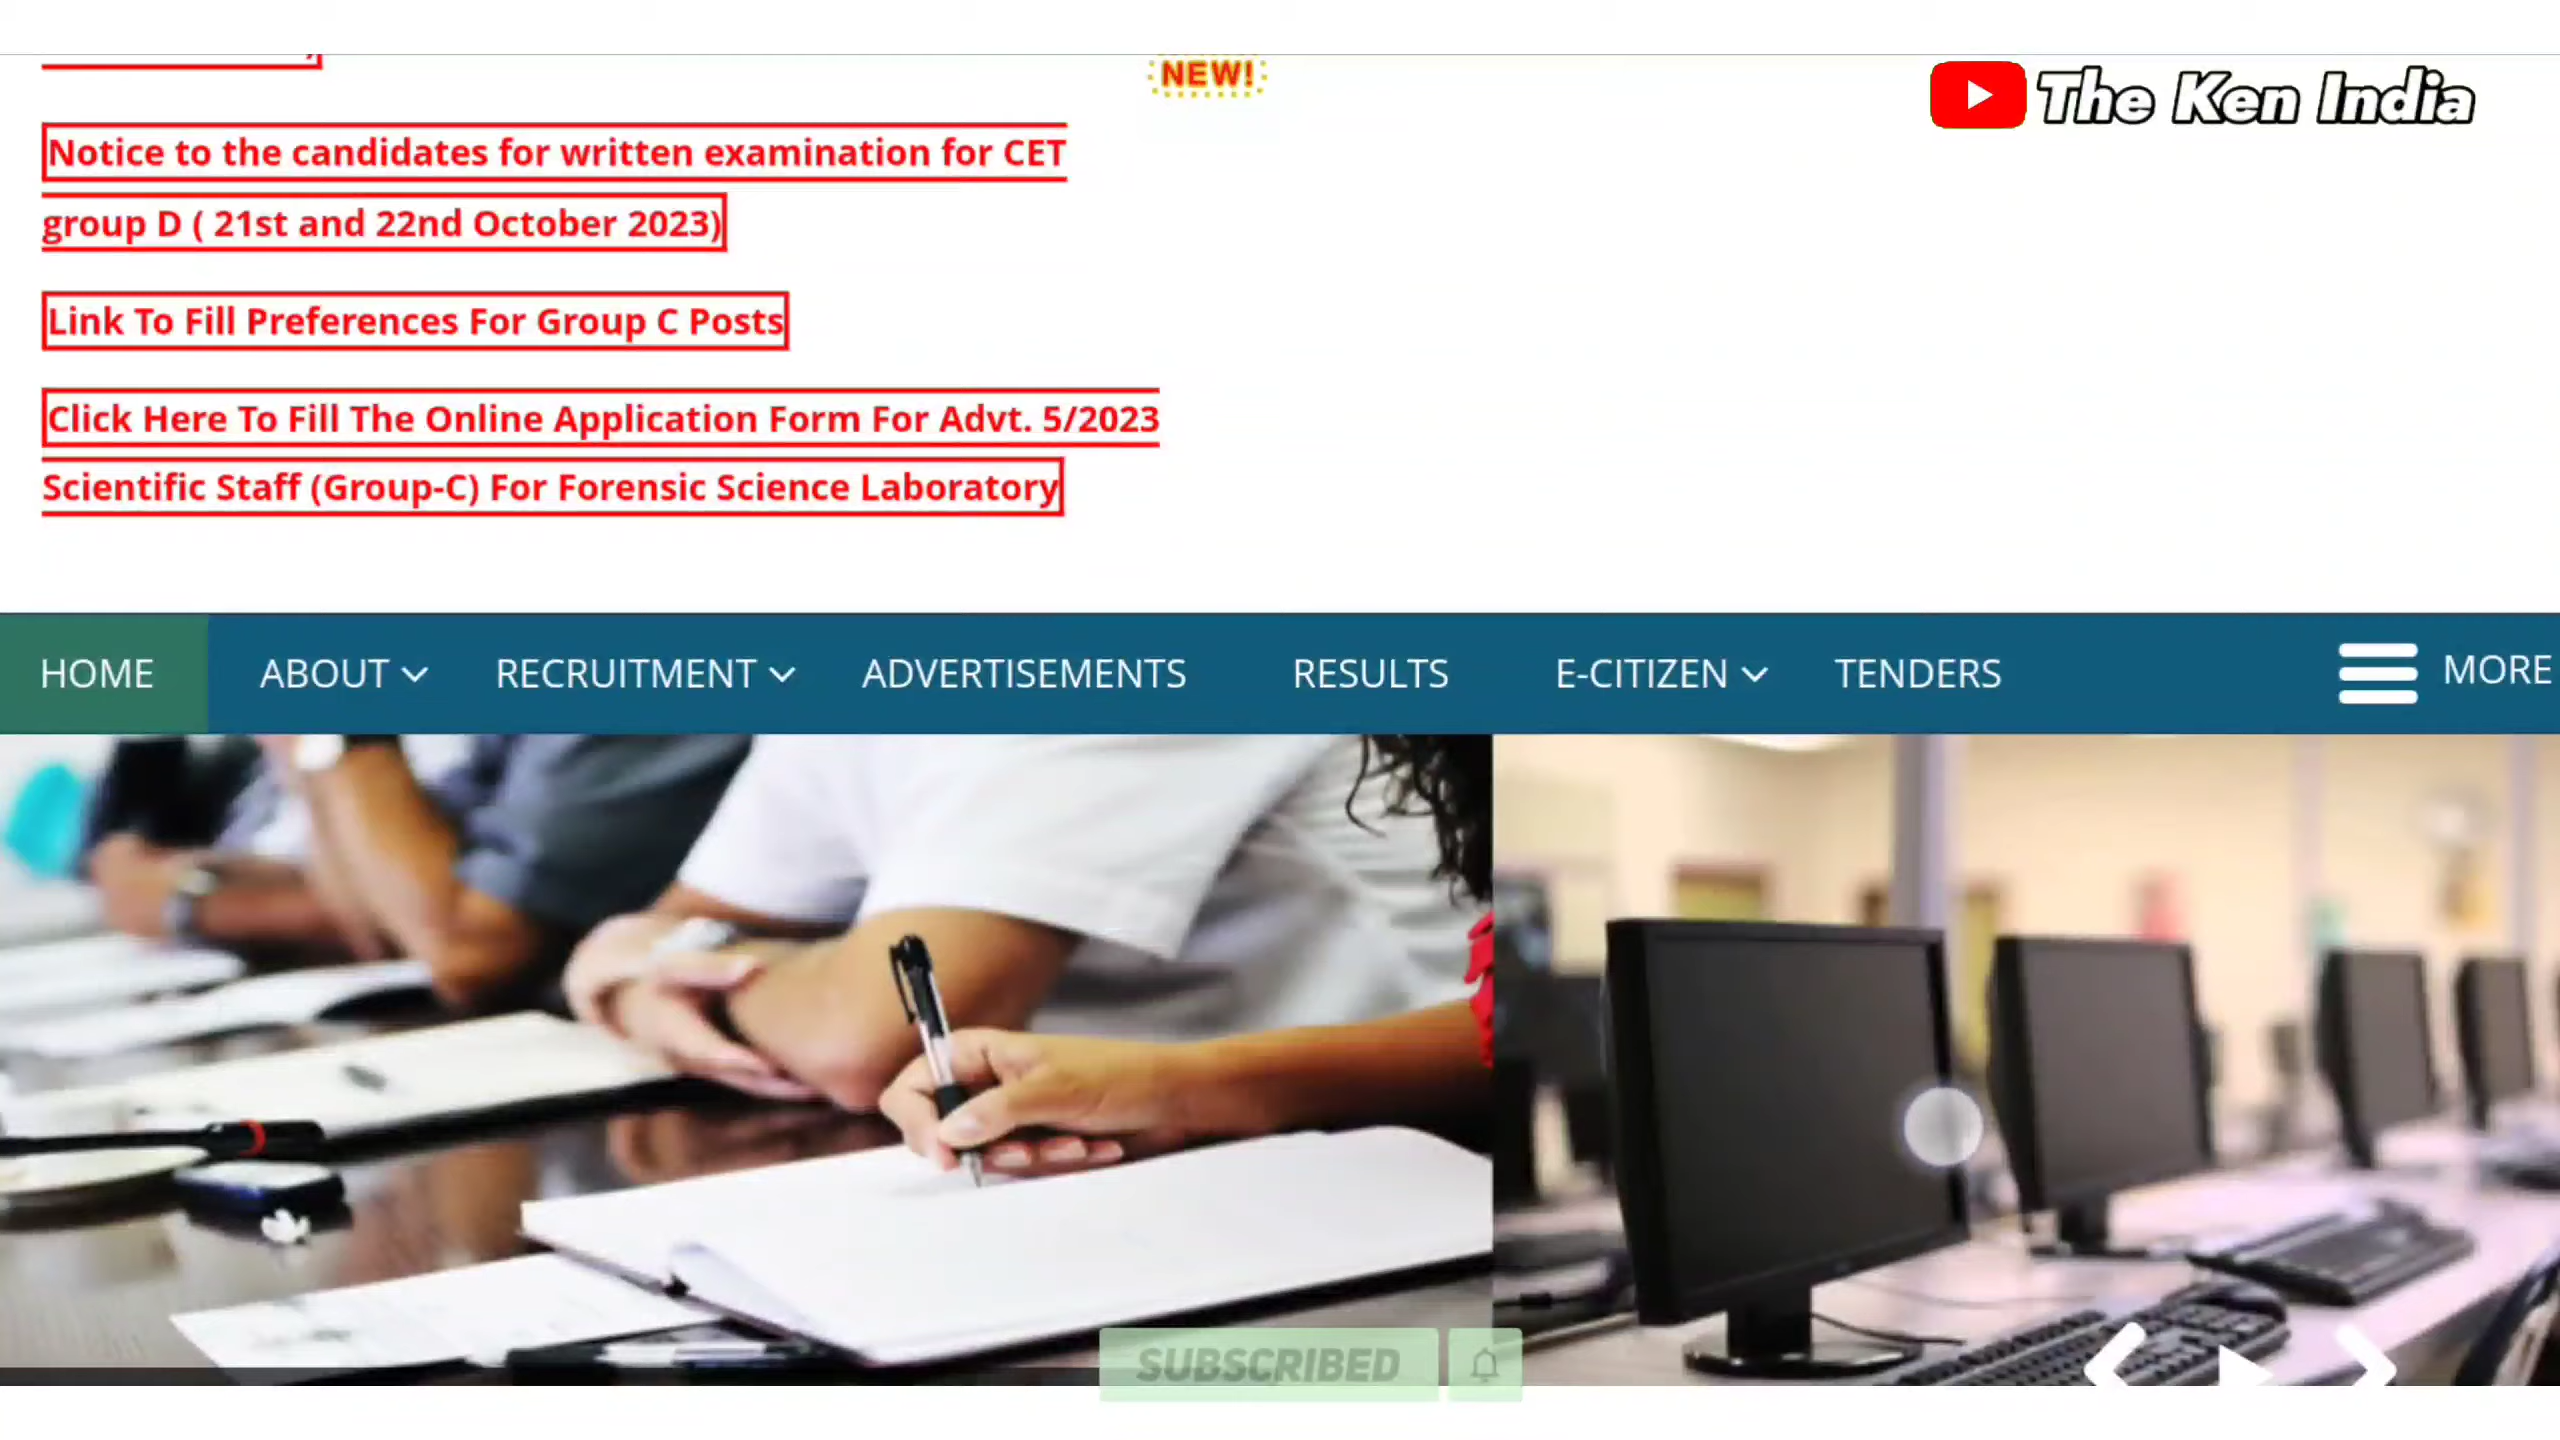 NEW!
The Ken India
Notice to the candidates for written examination for CET
group D ( 21st and 22nd October 2023)
Link To Fill Preferences For Group C Posts
Click Here To Fill The Online Application Form For Advt. 5/2023
Scientific Staff (Group-C) For Forensic Science Laboratory
HOME ABOUT RECRUITMENT ADVERTISEMENTS RESULTS E-CITIZEN TENDERS MORE
SUBSCRIBED